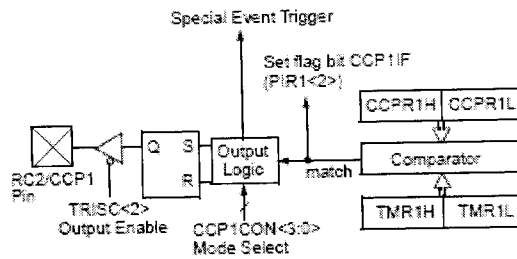 Special Event Trigger
Set flag bit CCP1IF
(PIR1<2>)
CCPR1H CCPR1L
Q S Output
R Logic
match
Comparator
RC2/CCP1
Pin
TRISC<2>
Output Enable
CCP1CON<3:0>
Mode Select
TMR1H TMR1L